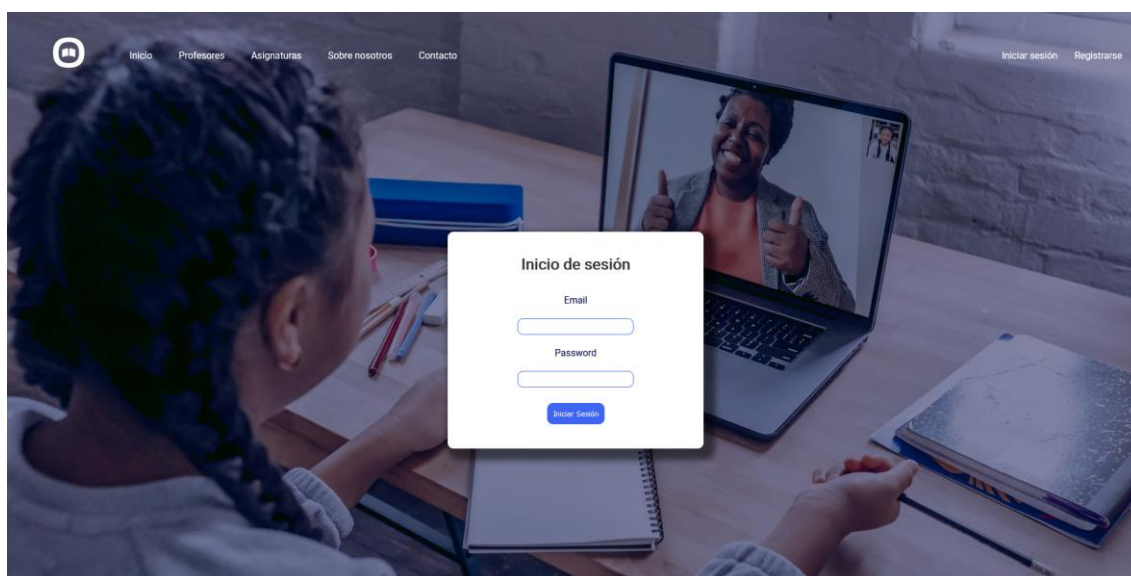 Inicio Profesores Asignaturas Sobre nosotros Contacto Iniciar sesión Registrarse
Inicio de sesión
Email
Password
Iniciar Sesión